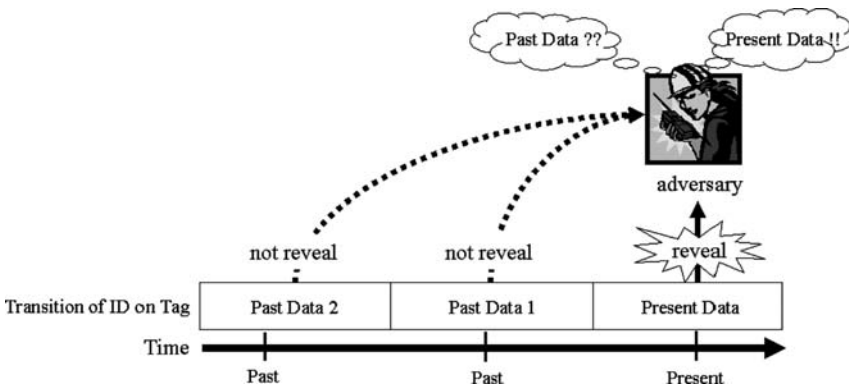 Past Data ??
Present Data !!
adversary
not reveal
not reveal
reveal
Transition of ID on Tag
Past Data 2
Past Data 1
Present Data
Time
Past
Past
Present